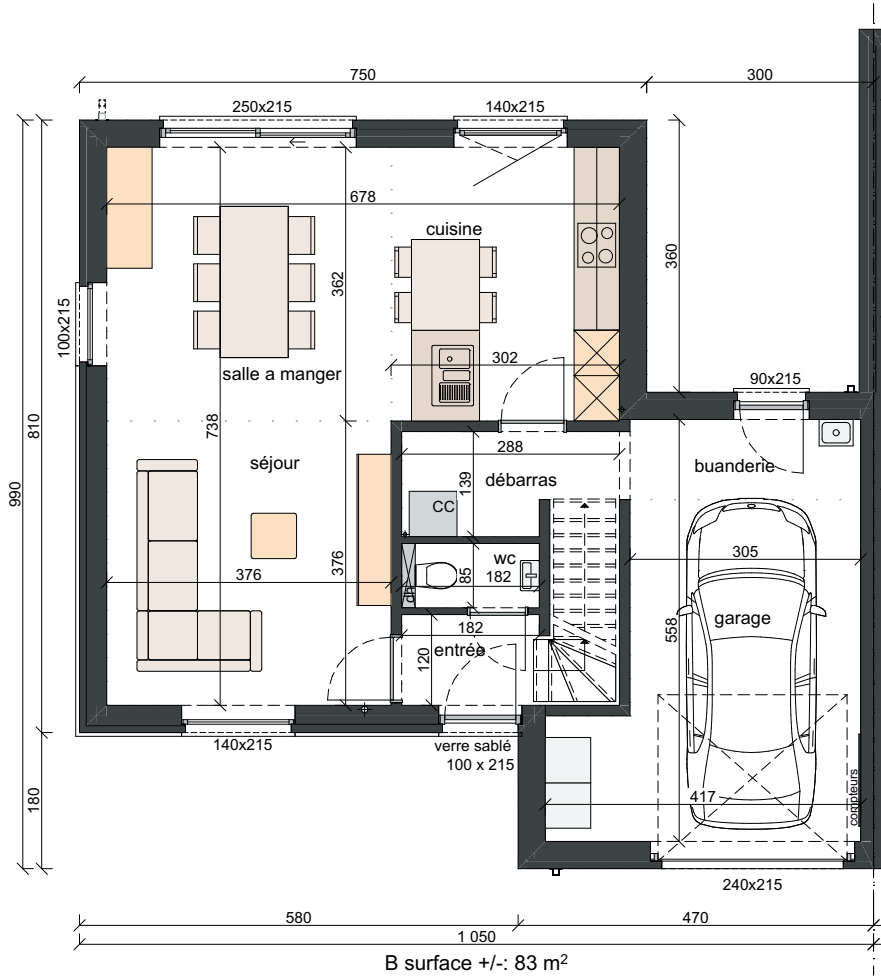 750
300
250x215
140x215
678
cuisine
362
360
100x215
302
salle a manger
90x215
810
738
990
séjour
288
débarras
buanderie
139
CC
wc
85
182
376
376
305
558
garage
182
entrée
120
140x215
verre sablé
100 x 215
180
417
compteurs
240x215
580
470
1 050
B surface +/-: 83 m²